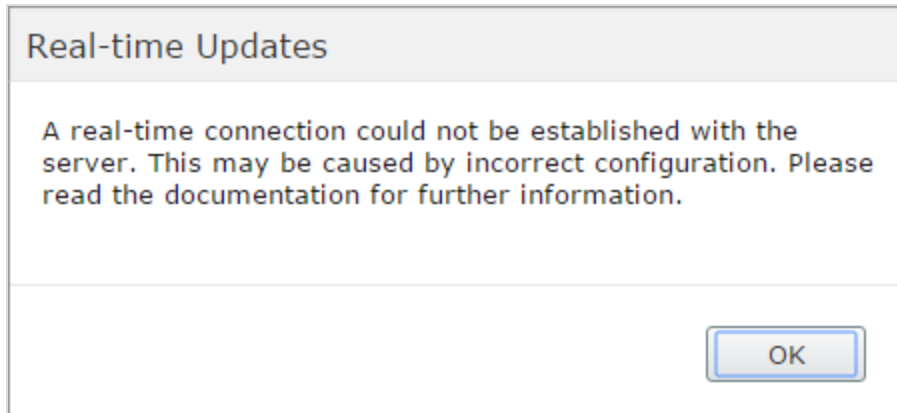 Real-time Updates
A real-time connection could not be established with the
server. This may be caused by incorrect configuration. Please
read the documentation for further information.
OK